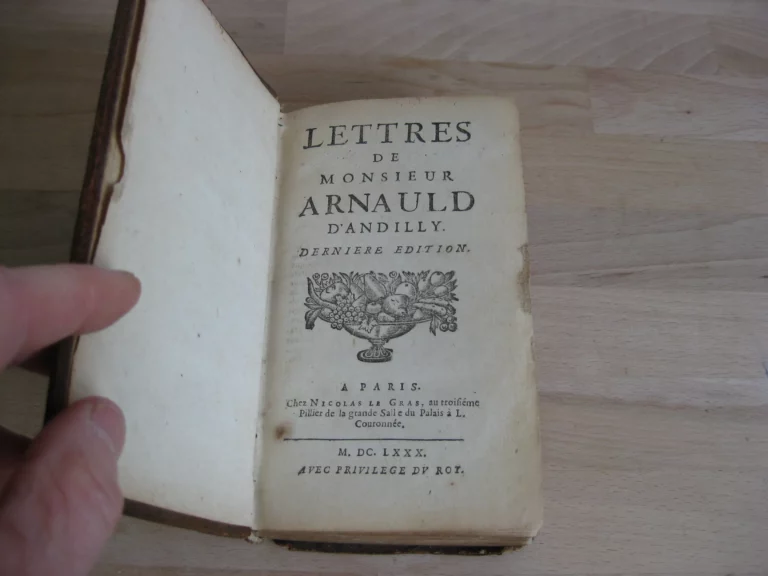 LETTRES
DE
MONSIEUR
ARNAULD
D'ANDILLY.
DERNIERE EDITION.
A PARIS.
Chez NICOLAS LE GRAS, au troisiéme
Pillier de la grande Salle du Palais à L.
Couronnée.
M. DC. LXXX.
AVEC PRIVILEGE DV ROY.